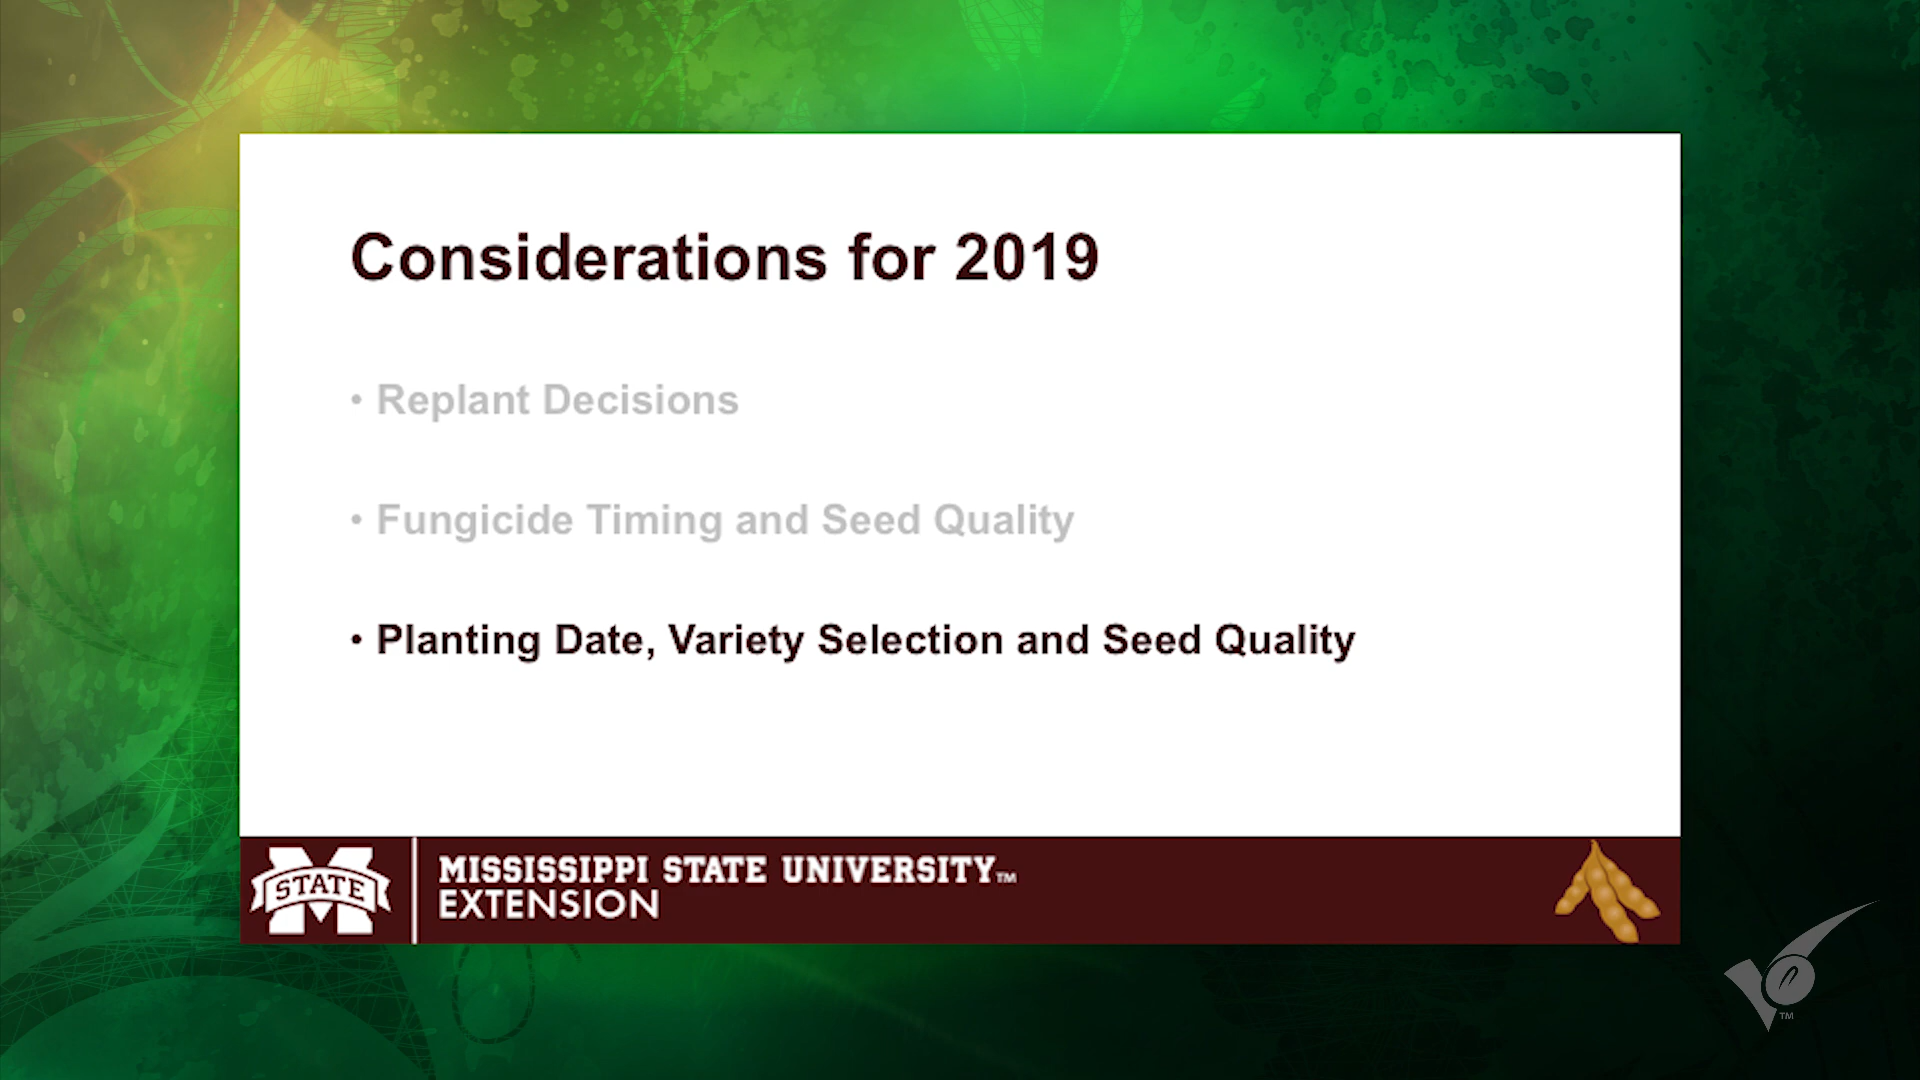 Considerations for 2019
• Replant Decisions
• Fungicide Timing and Seed Quality
• Planting Date, Variety Selection and Seed Quality
STATE
MISSISSIPPI STATE UNIVERSITY™
EXTENSION
TM